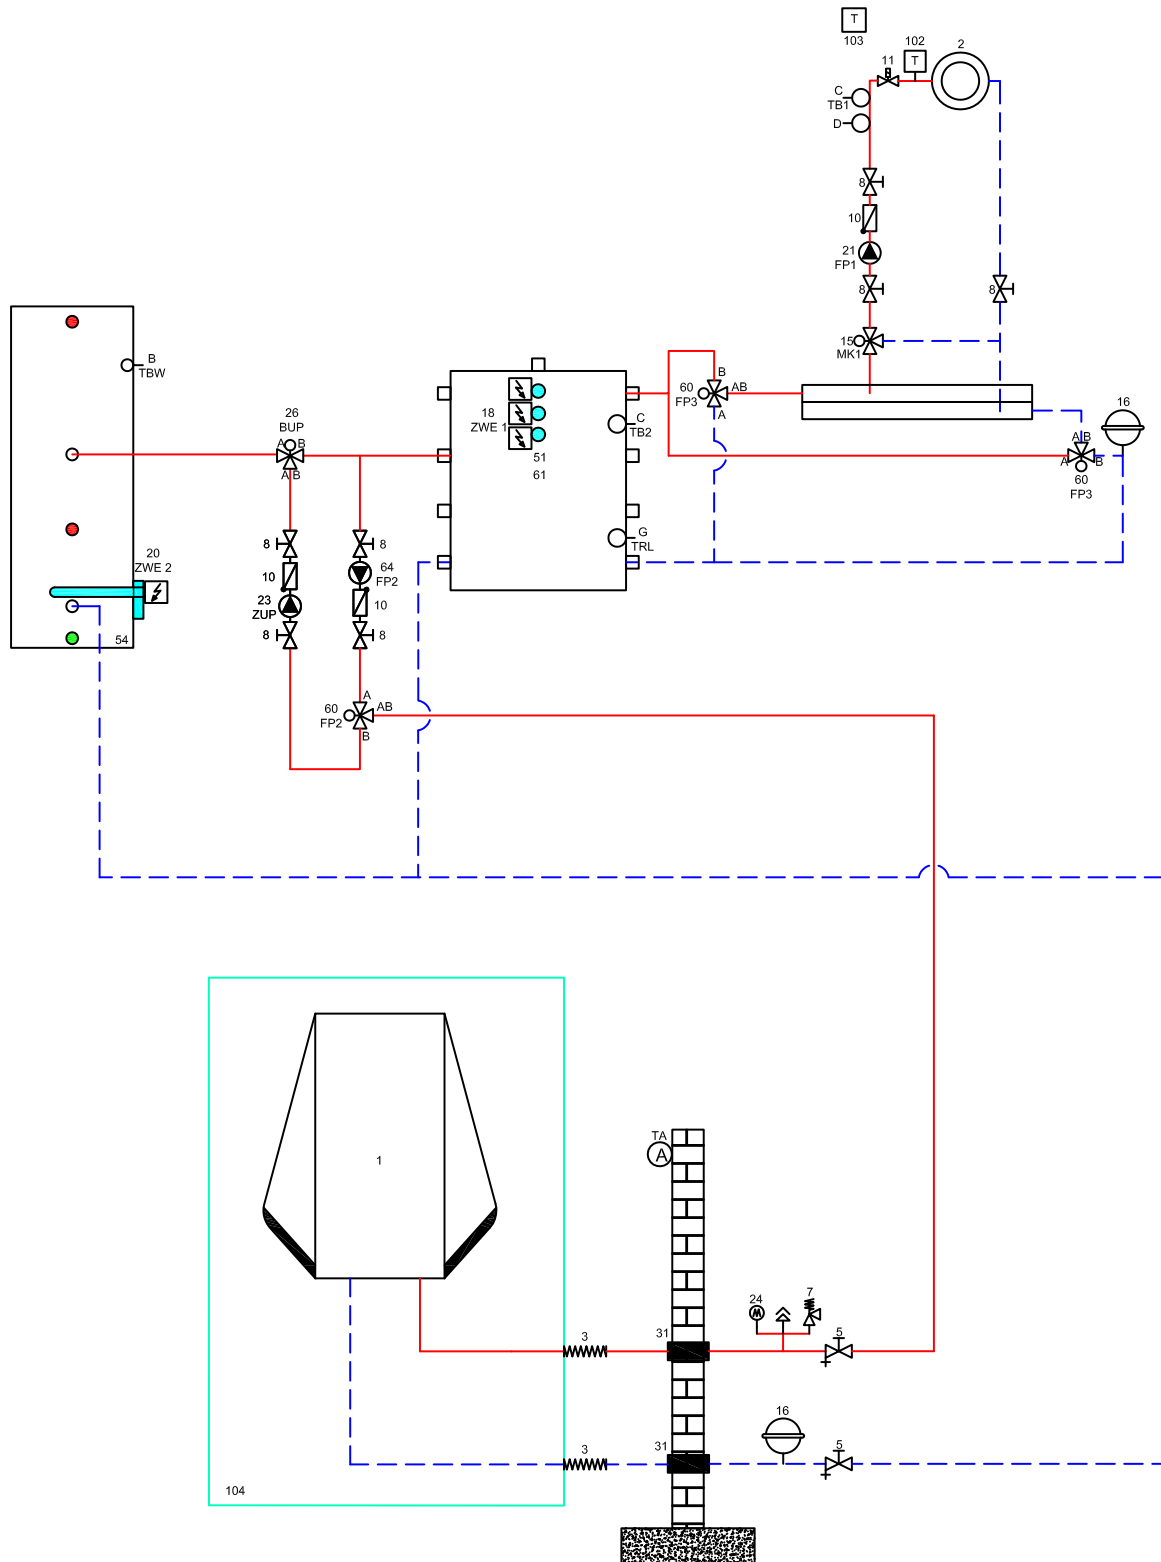 T
103
102
T
2
11
C
TB1
D
8
10
21
FP1
8
8
15
MK1
B
TBW
26
BUP
A B
A B
18
ZWE 1
C
TB2
51
61
G
TRL
B
60
FP3
AB
A
16
A B
A
B
60
FP3
8
8
10
64
FP2
23
ZUP
10
8
8
20
ZWE 2
54
A
AB
60
FP2
B
1
104
TA
A
3
31
24
M
7
5
3
31
16
5